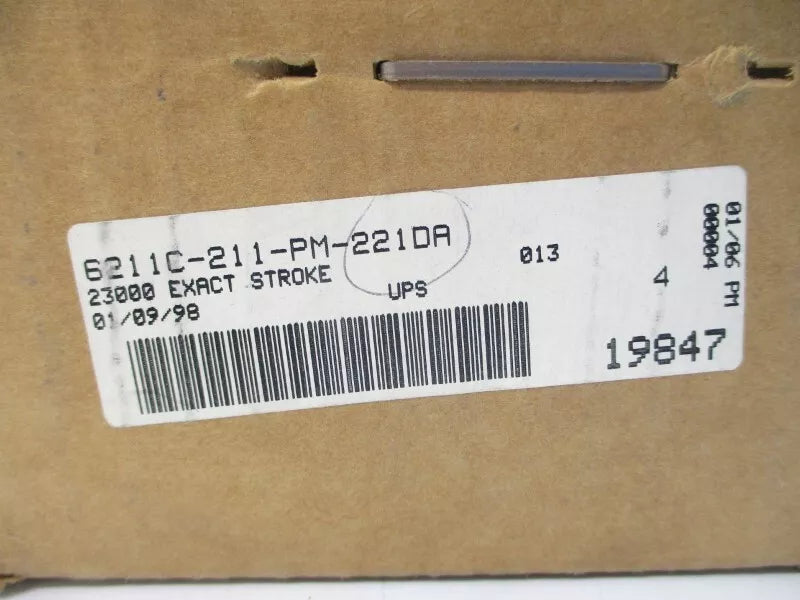 6211C-211-PM-221DA
23000 EXACT STROKE
UPS
013
01/09/98
4
19847
01/06 PM
00004